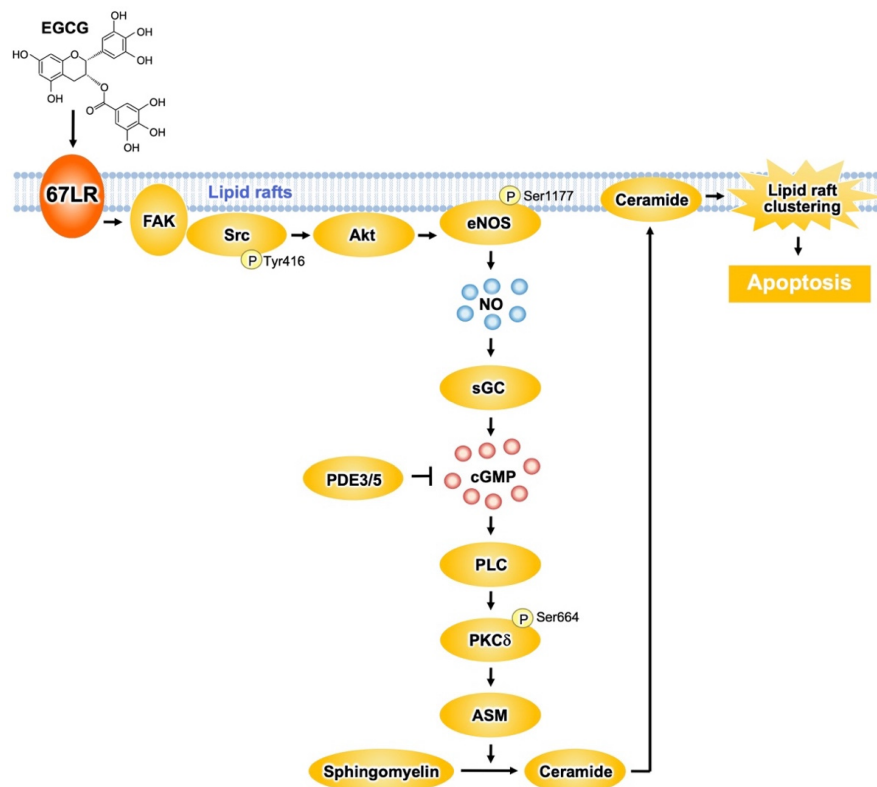 EGCG
OH
OH
OH
HO
O
OH
O
OH
O
OH
OH
OH
67LR
Lipid rafts
FAK
Src
P Tyr416
Akt
P Ser1177
eNOS
Ceramide
Lipid raft
clustering
Apoptosis
NO
sGC
PDE3/5
cGMP
PLC
P Ser664
PKCδ
ASM
Sphingomyelin
Ceramide